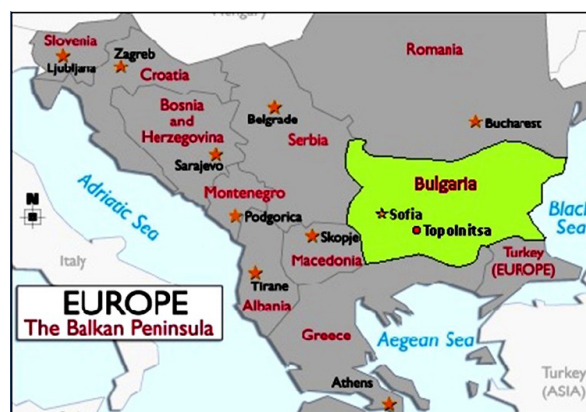 Hungary
Slovenia
Zagreb
Ljubljana
Croatia
Romania
Bosnia
and
Herzegovina
Belgrade
Serbia
Bucharest
Sarajevo
Bulgaria
Montenegro
Adriatic Sea
N
Podgorica
Sofia
Topolnitsa
Black
Sea
Skopje
Macedonia
Italy
Tirane
Albania
Turkey
(EUROPE)
EUROPE
The Balkan Peninsula
Greece
Aegean Sea
Athens
Turkey
(ASIA)